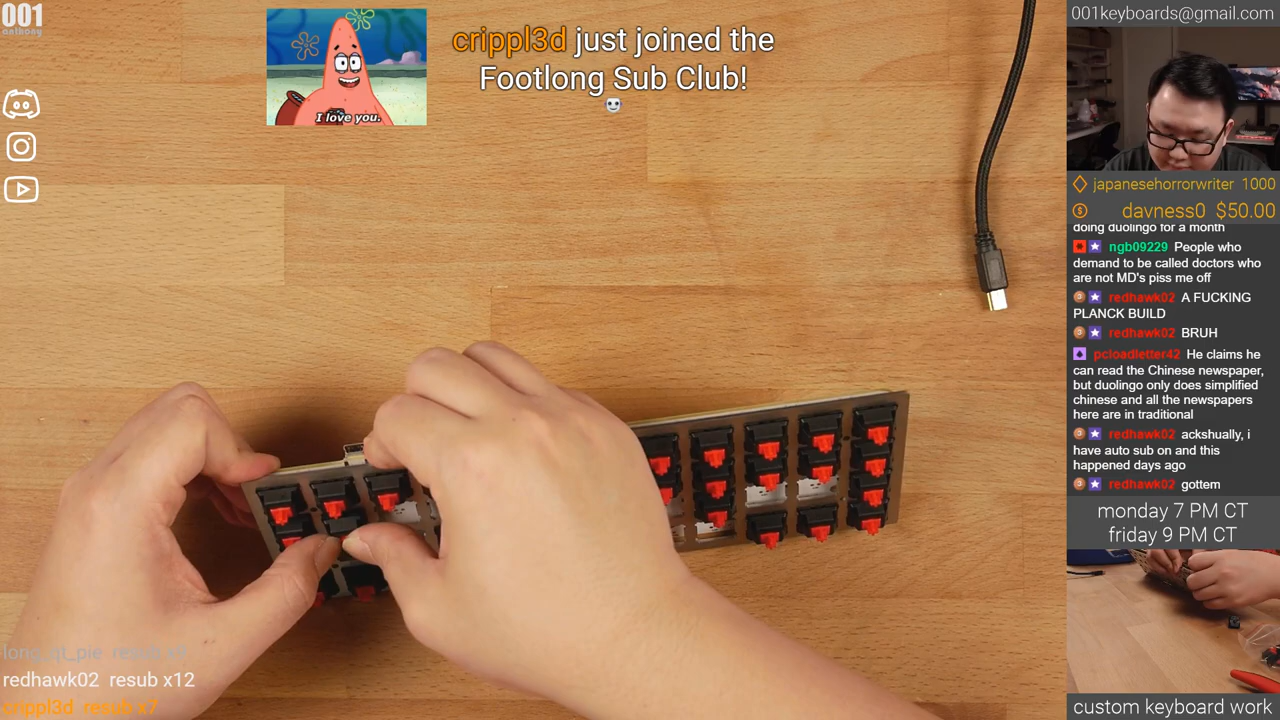 001
anthony
I love you.
crippl3d just joined the
Footlong Sub Club!
long_qt_pie resub x9
redhawk02 resub x12
crippl3d resub x7
001keyboards@gmail.com
japanesehorrorwriter 1000
davness0 $50.00
doing duolingo for a month
ngb09229 People who
demand to be called doctors who
are not MD's piss me off
redhawk02 A FUCKING
PLANCK BUILD
redhawk02 BRUH
pcloadletter42 He claims he
can read the Chinese newspaper,
but duolingo only does simplified
chinese and all the newspapers
here are in traditional
redhawk02 ackshually, i
have auto sub on and this
happened days ago
redhawk02 gottem
monday 7 PM CT
friday 9 PM CT
custom keyboard work